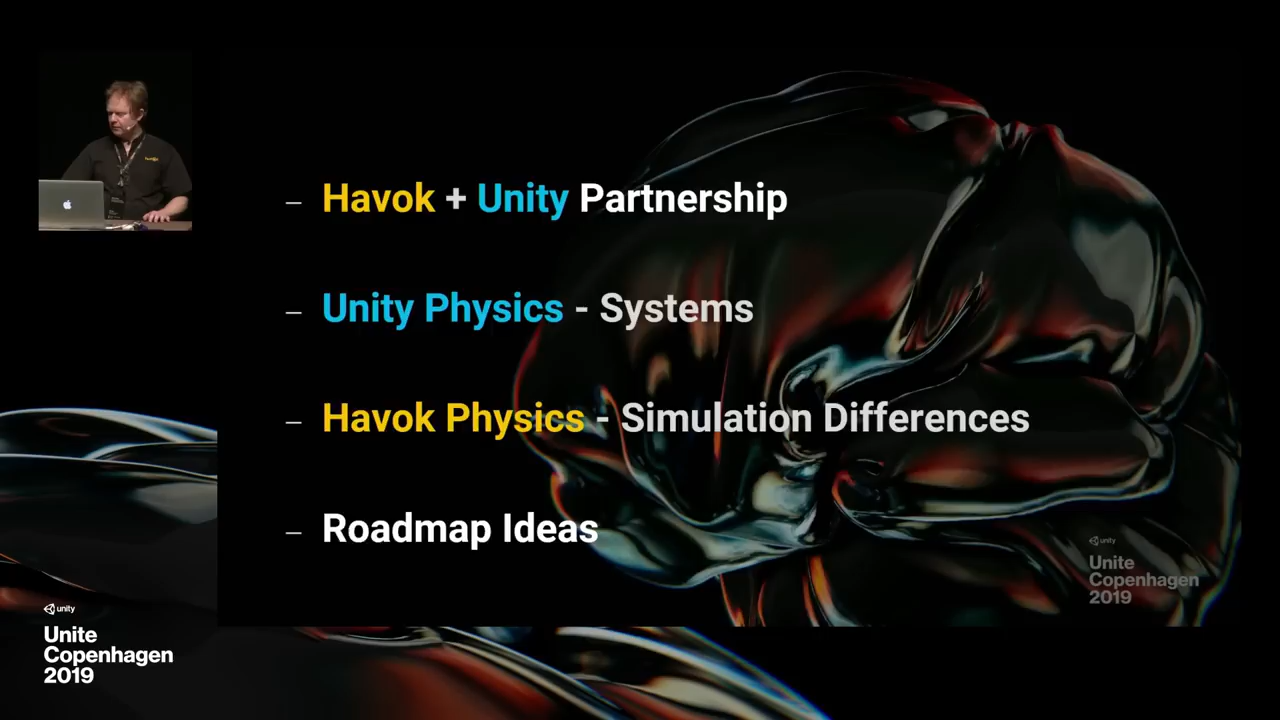 – Havok + Unity Partnership
– Unity Physics - Systems
– Havok Physics - Simulation Differences
– Roadmap Ideas
unity
Unite
Copenhagen
2019
unity
Unite
Copenhagen
2019